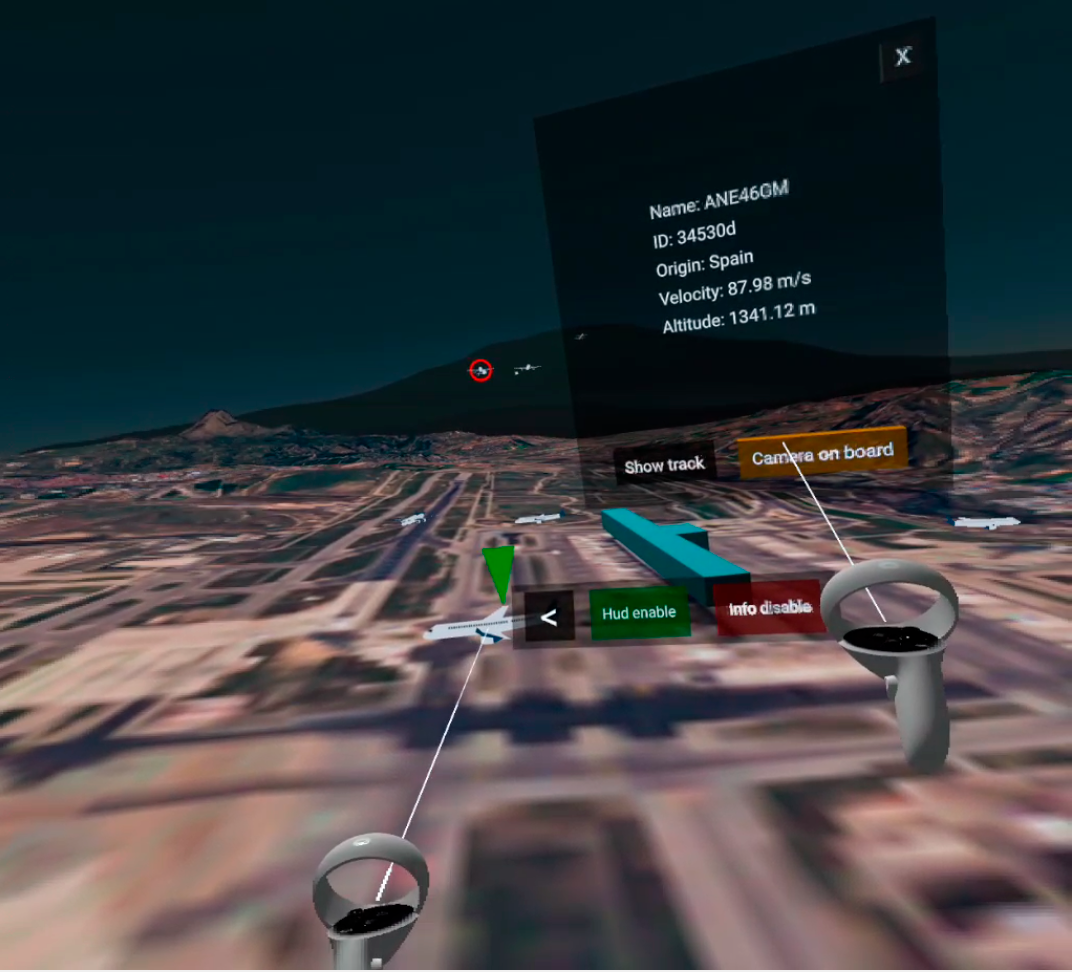 X
Name: ANE46GM
ID: 34530d
Origin: Spain
Velocity: 87.98 m/s
Altitude: 1341.12 m
Show track
Camera on board
<
Hud enable
Info disable